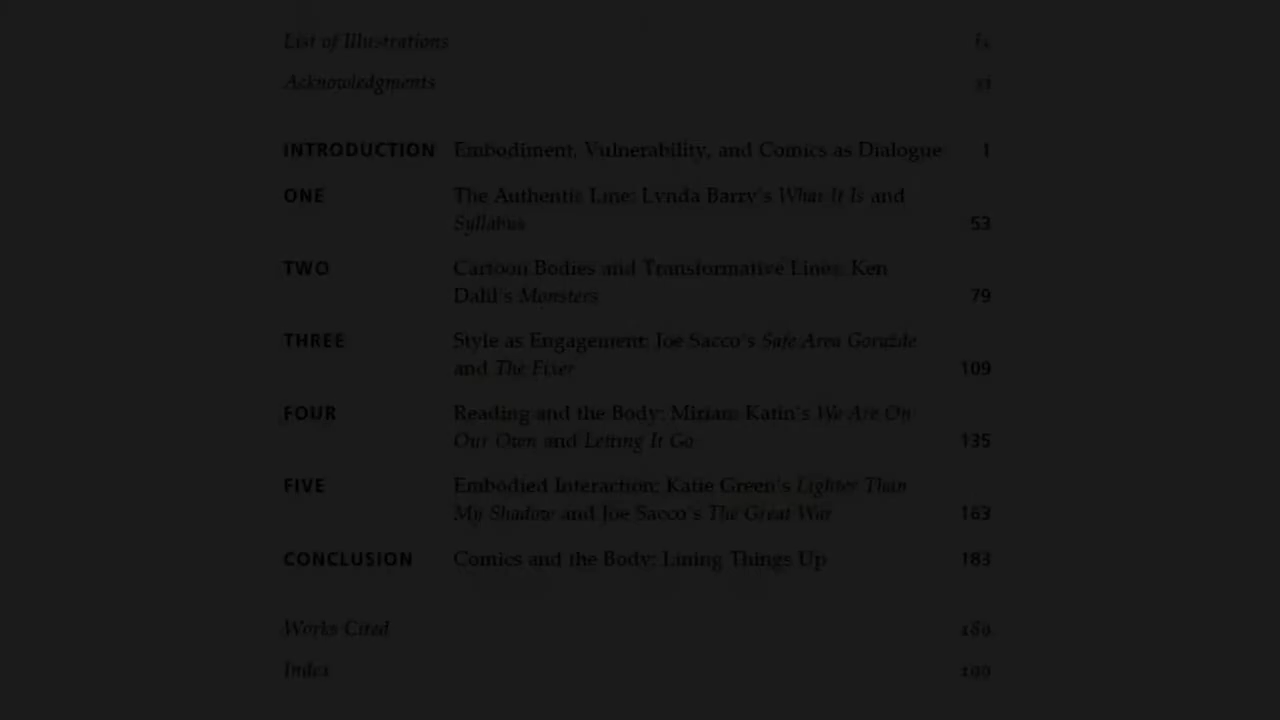 List of Illustrations ix
Acknowledgments xi
INTRODUCTION Embodiment, Vulnerability, and Comics as Dialogue 1
ONE The Authentic Line: Lynda Barry's What It Is and
Syllabus 53
TWO Cartoon Bodies and Transformative Lines: Ken
Dahl's Monsters 79
THREE Style as Engagement: Joe Sacco's Safe Area Goražde
and The Fixer 109
FOUR Reading and the Body: Miriam Katin's We Are On
Our Own and Letting It Go 135
FIVE Embodied Interaction: Katie Green's Lighter Than
My Shadow and Joe Sacco's The Great War 163
CONCLUSION Comics and the Body: Lining Things Up 183
Works Cited
Index